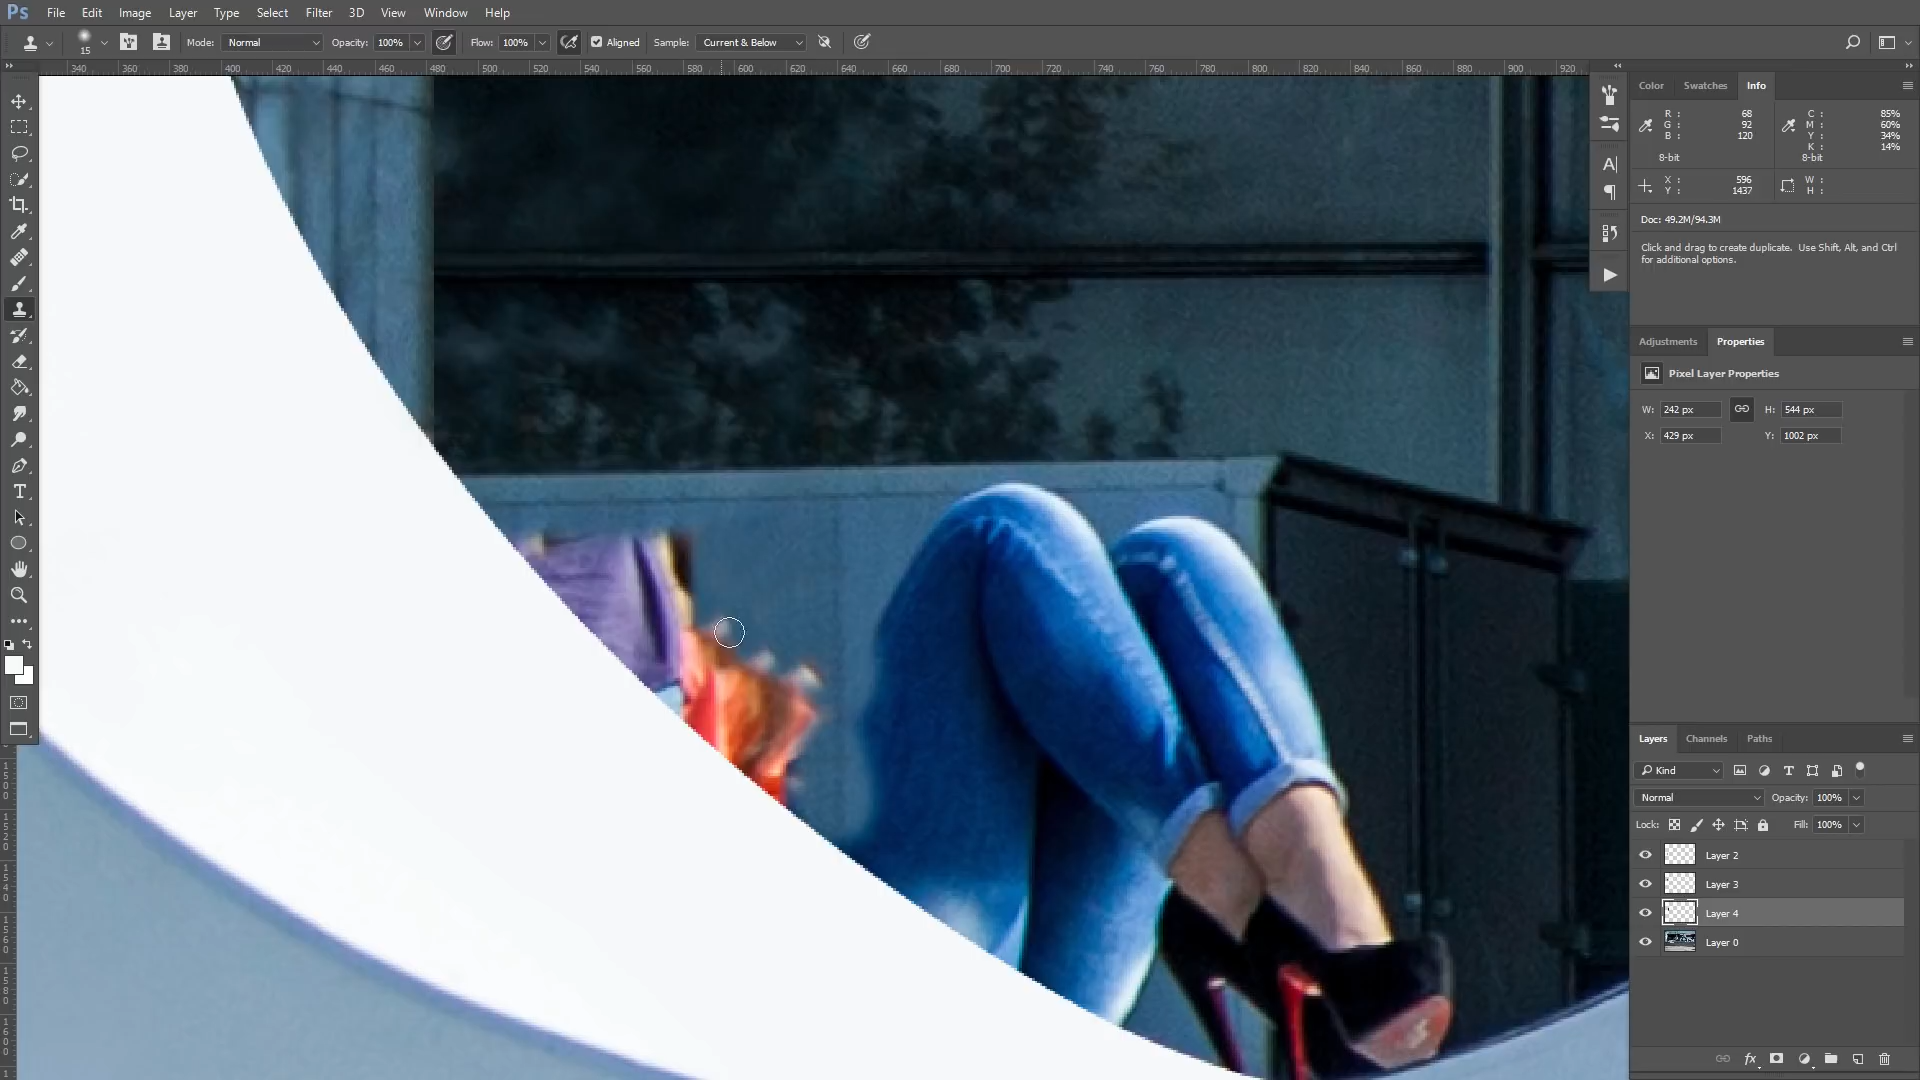 Ps File Edit Image Layer Type Select Filter 3D View Window Help
15 Mode: Normal Opacity: 100% Flow: 100% Aligned Sample: Current & Below
340 360 380 400 420 440 460 480 500 520 540 560 580 600 620 640 660 680 700 720 740 760 780 800 820 840 860 880 900 920
Color Swatches Info
R : 68 C : 85%
G : 92 M : 60%
B : 120 Y : 34%
K : 14%
8-bit 8-bit
X : 596 W :
Y : 1437 H :
Doc: 49.2M/94.3M
Click and drag to create duplicate. Use Shift, Alt, and Ctrl
for additional options.
Adjustments Properties
Pixel Layer Properties
W: 242 px H: 544 px
X: 429 px Y: 1002 px
Layers Channels Paths
Kind
Normal Opacity: 100%
Lock: Fill: 100%
Layer 2
Layer 3
Layer 4
Layer 0
fx